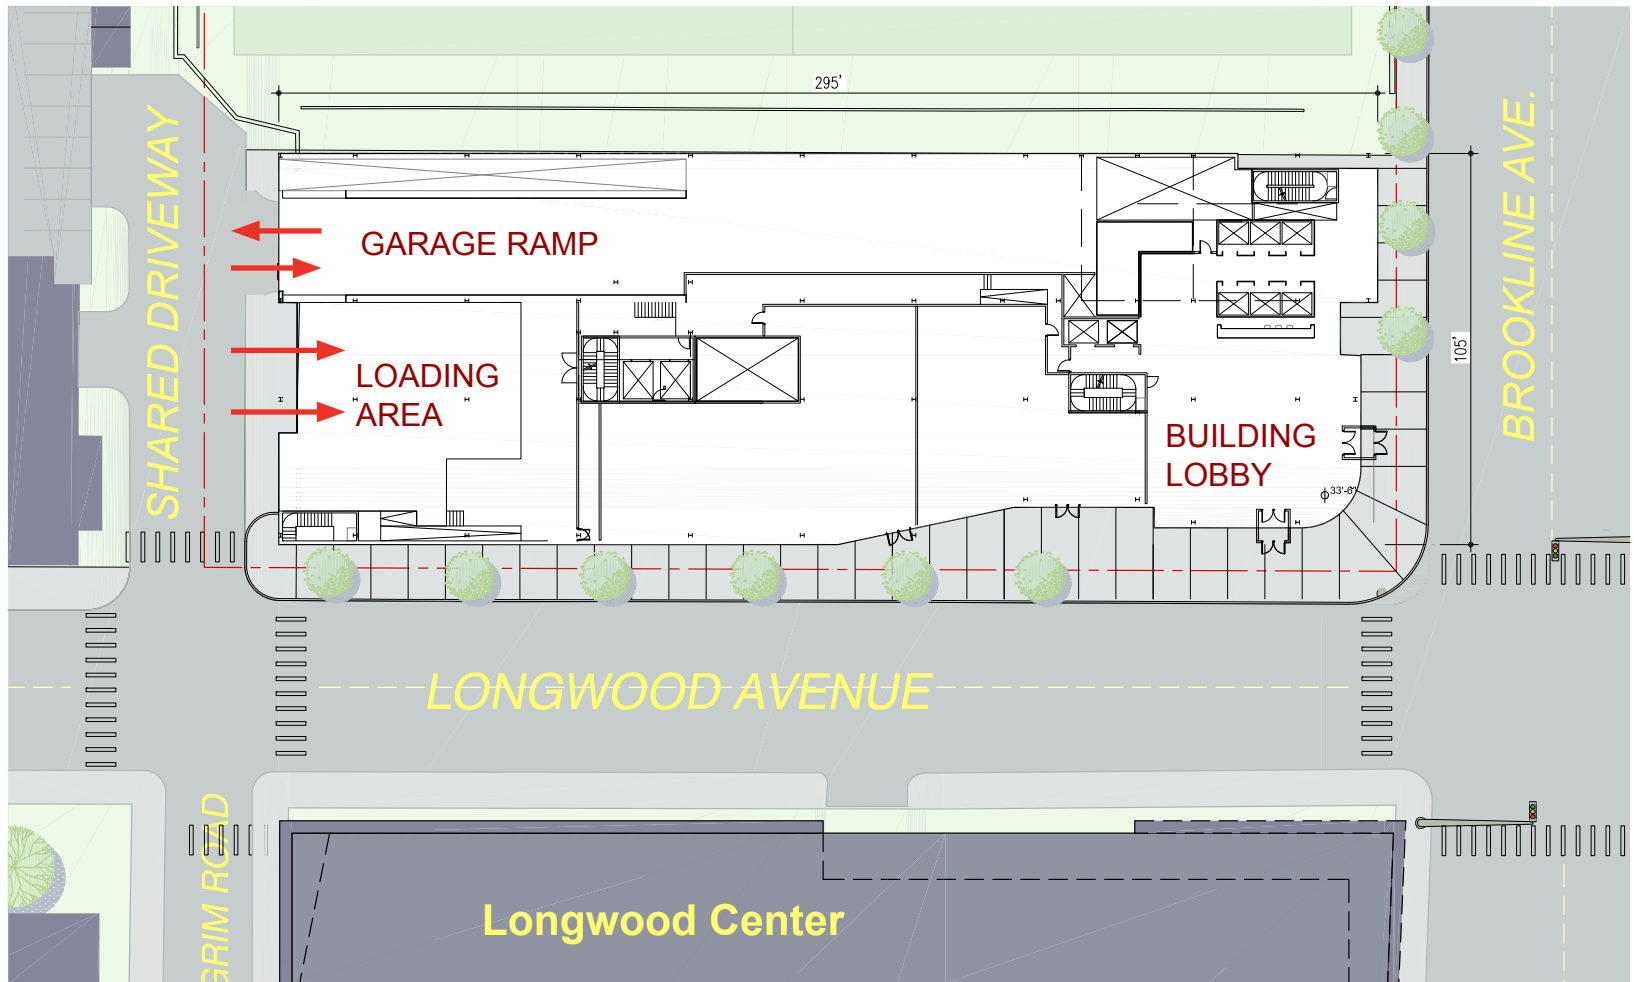 295'
SHARED DRIVEWAY
BROOKLINE AVE.
GARAGE RAMP
105'
LOADING
AREA
BUILDING
LOBBY
33'-6"
LONGWOOD AVENUE
GRIM ROAD
Longwood Center